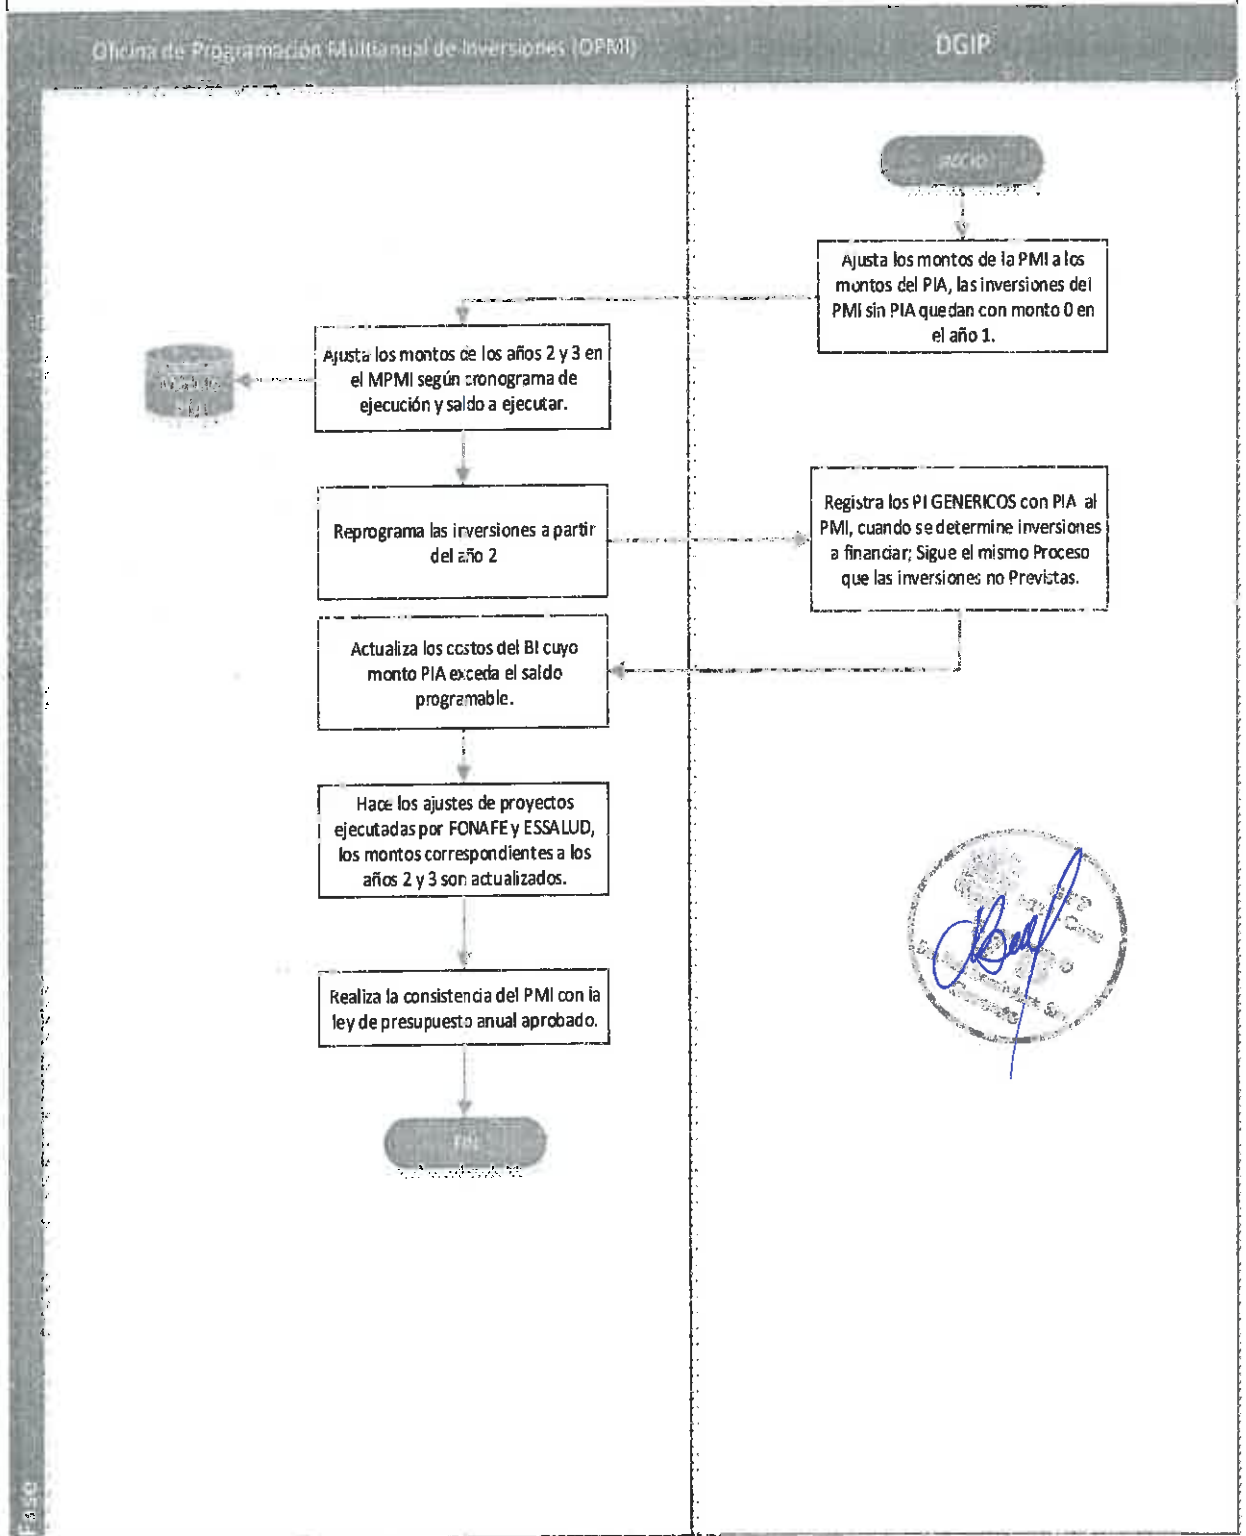 Oficina de Programación Multianual de Inversiones (OPMI)
DGIP
INICIO
Ajusta los montos de la PMI a los
montos del PIA, las inversiones del
PMI sin PIA quedan con monto 0 en
el año 1.
Ajusta los montos de los años 2 y 3 en
el MPMI según cronograma de
ejecución y saldo a ejecutar.
Reprograma las inversiones a partir
del año 2
Registra los PI GENERICOS con PIA al
PMI, cuando se determine inversiones
a financiar; Sigue el mismo Proceso
que las inversiones no Previstas.
Actualiza los costos del BI cuyo
monto PIA exceda el saldo
programable.
Hace los ajustes de proyectos
ejecutadas por FONAFE y ESSALUD,
los montos correspondientes a los
años 2 y 3 son actualizados.
Realiza la consistencia del PMI con la
ley de presupuesto anual aprobado.
FIN
Fase